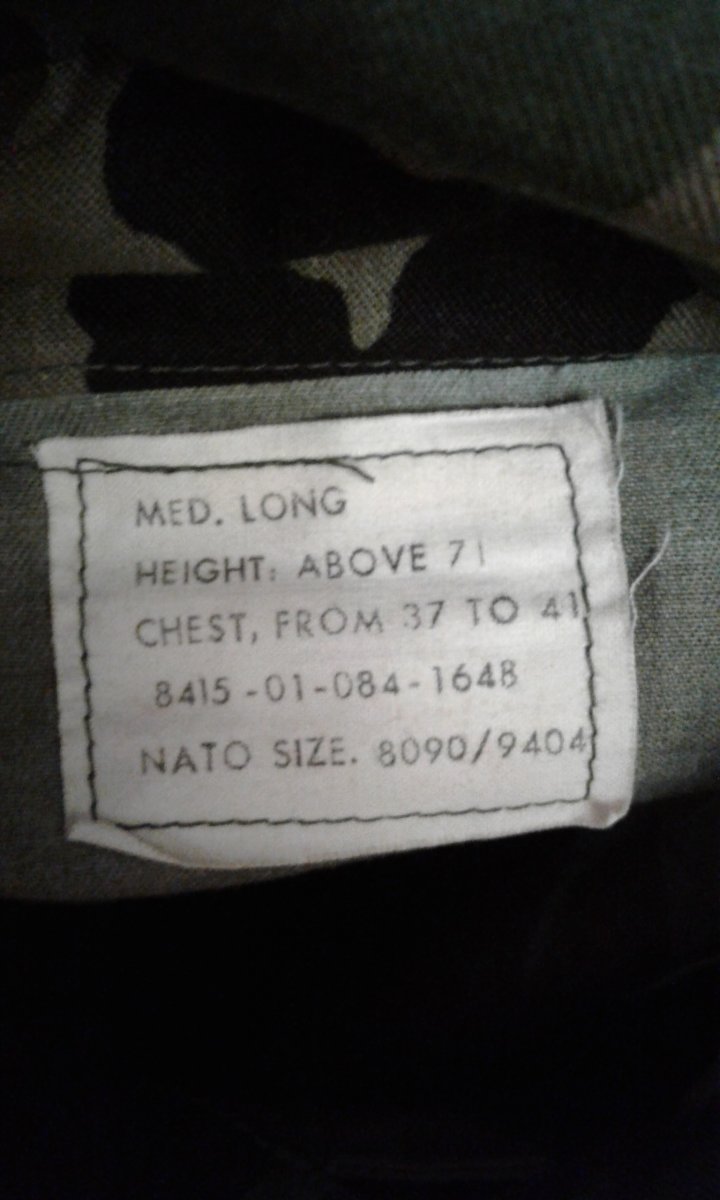 MED. LONG
HEIGHT: ABOVE 71
CHEST, FROM 37 TO 41
8415-01-084-1648
NATO SIZE. 8090/9404